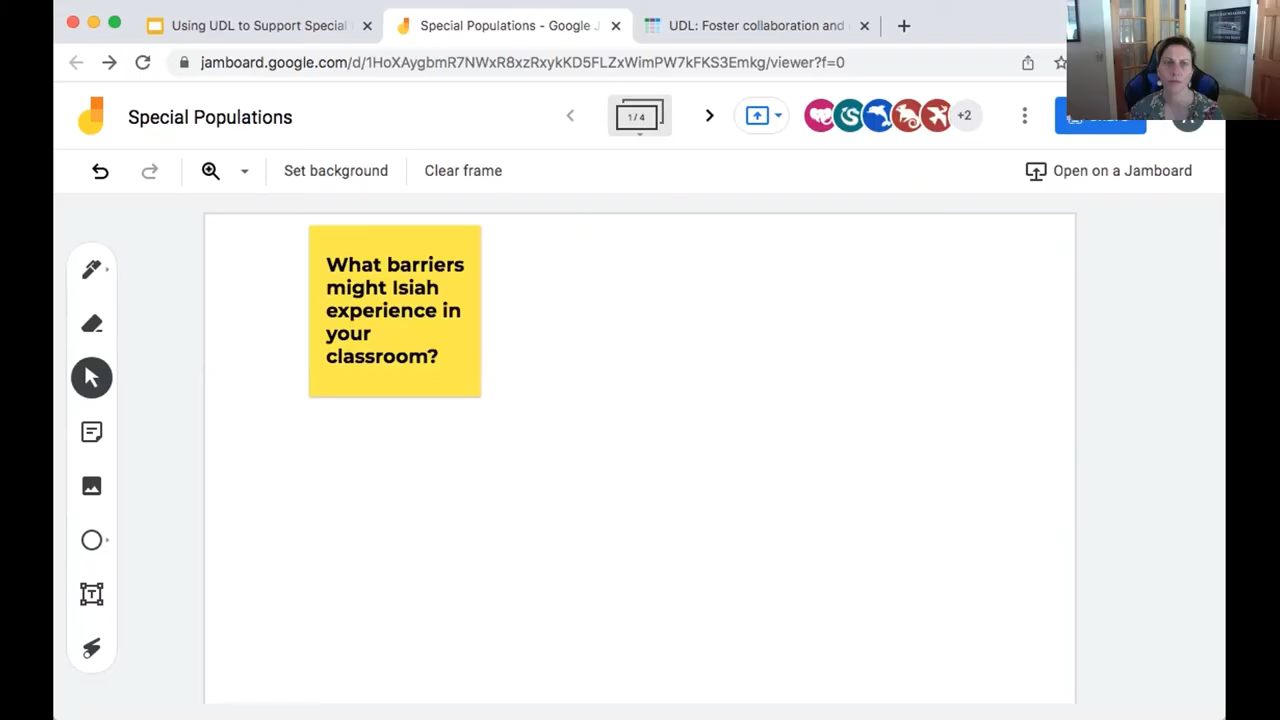 Using UDL to Support Special
Special Populations - Google J
UDL: Foster collaboration and
jamboard.google.com/d/1HoXAygbmR7NWxR8xzRxykKD5FLZxWimPW7kFKS3Emkg/viewer?f=0
Special Populations
1/4
+2
Set background
Clear frame
Open on a Jamboard
What barriers
might Isiah
experience in
your
classroom?